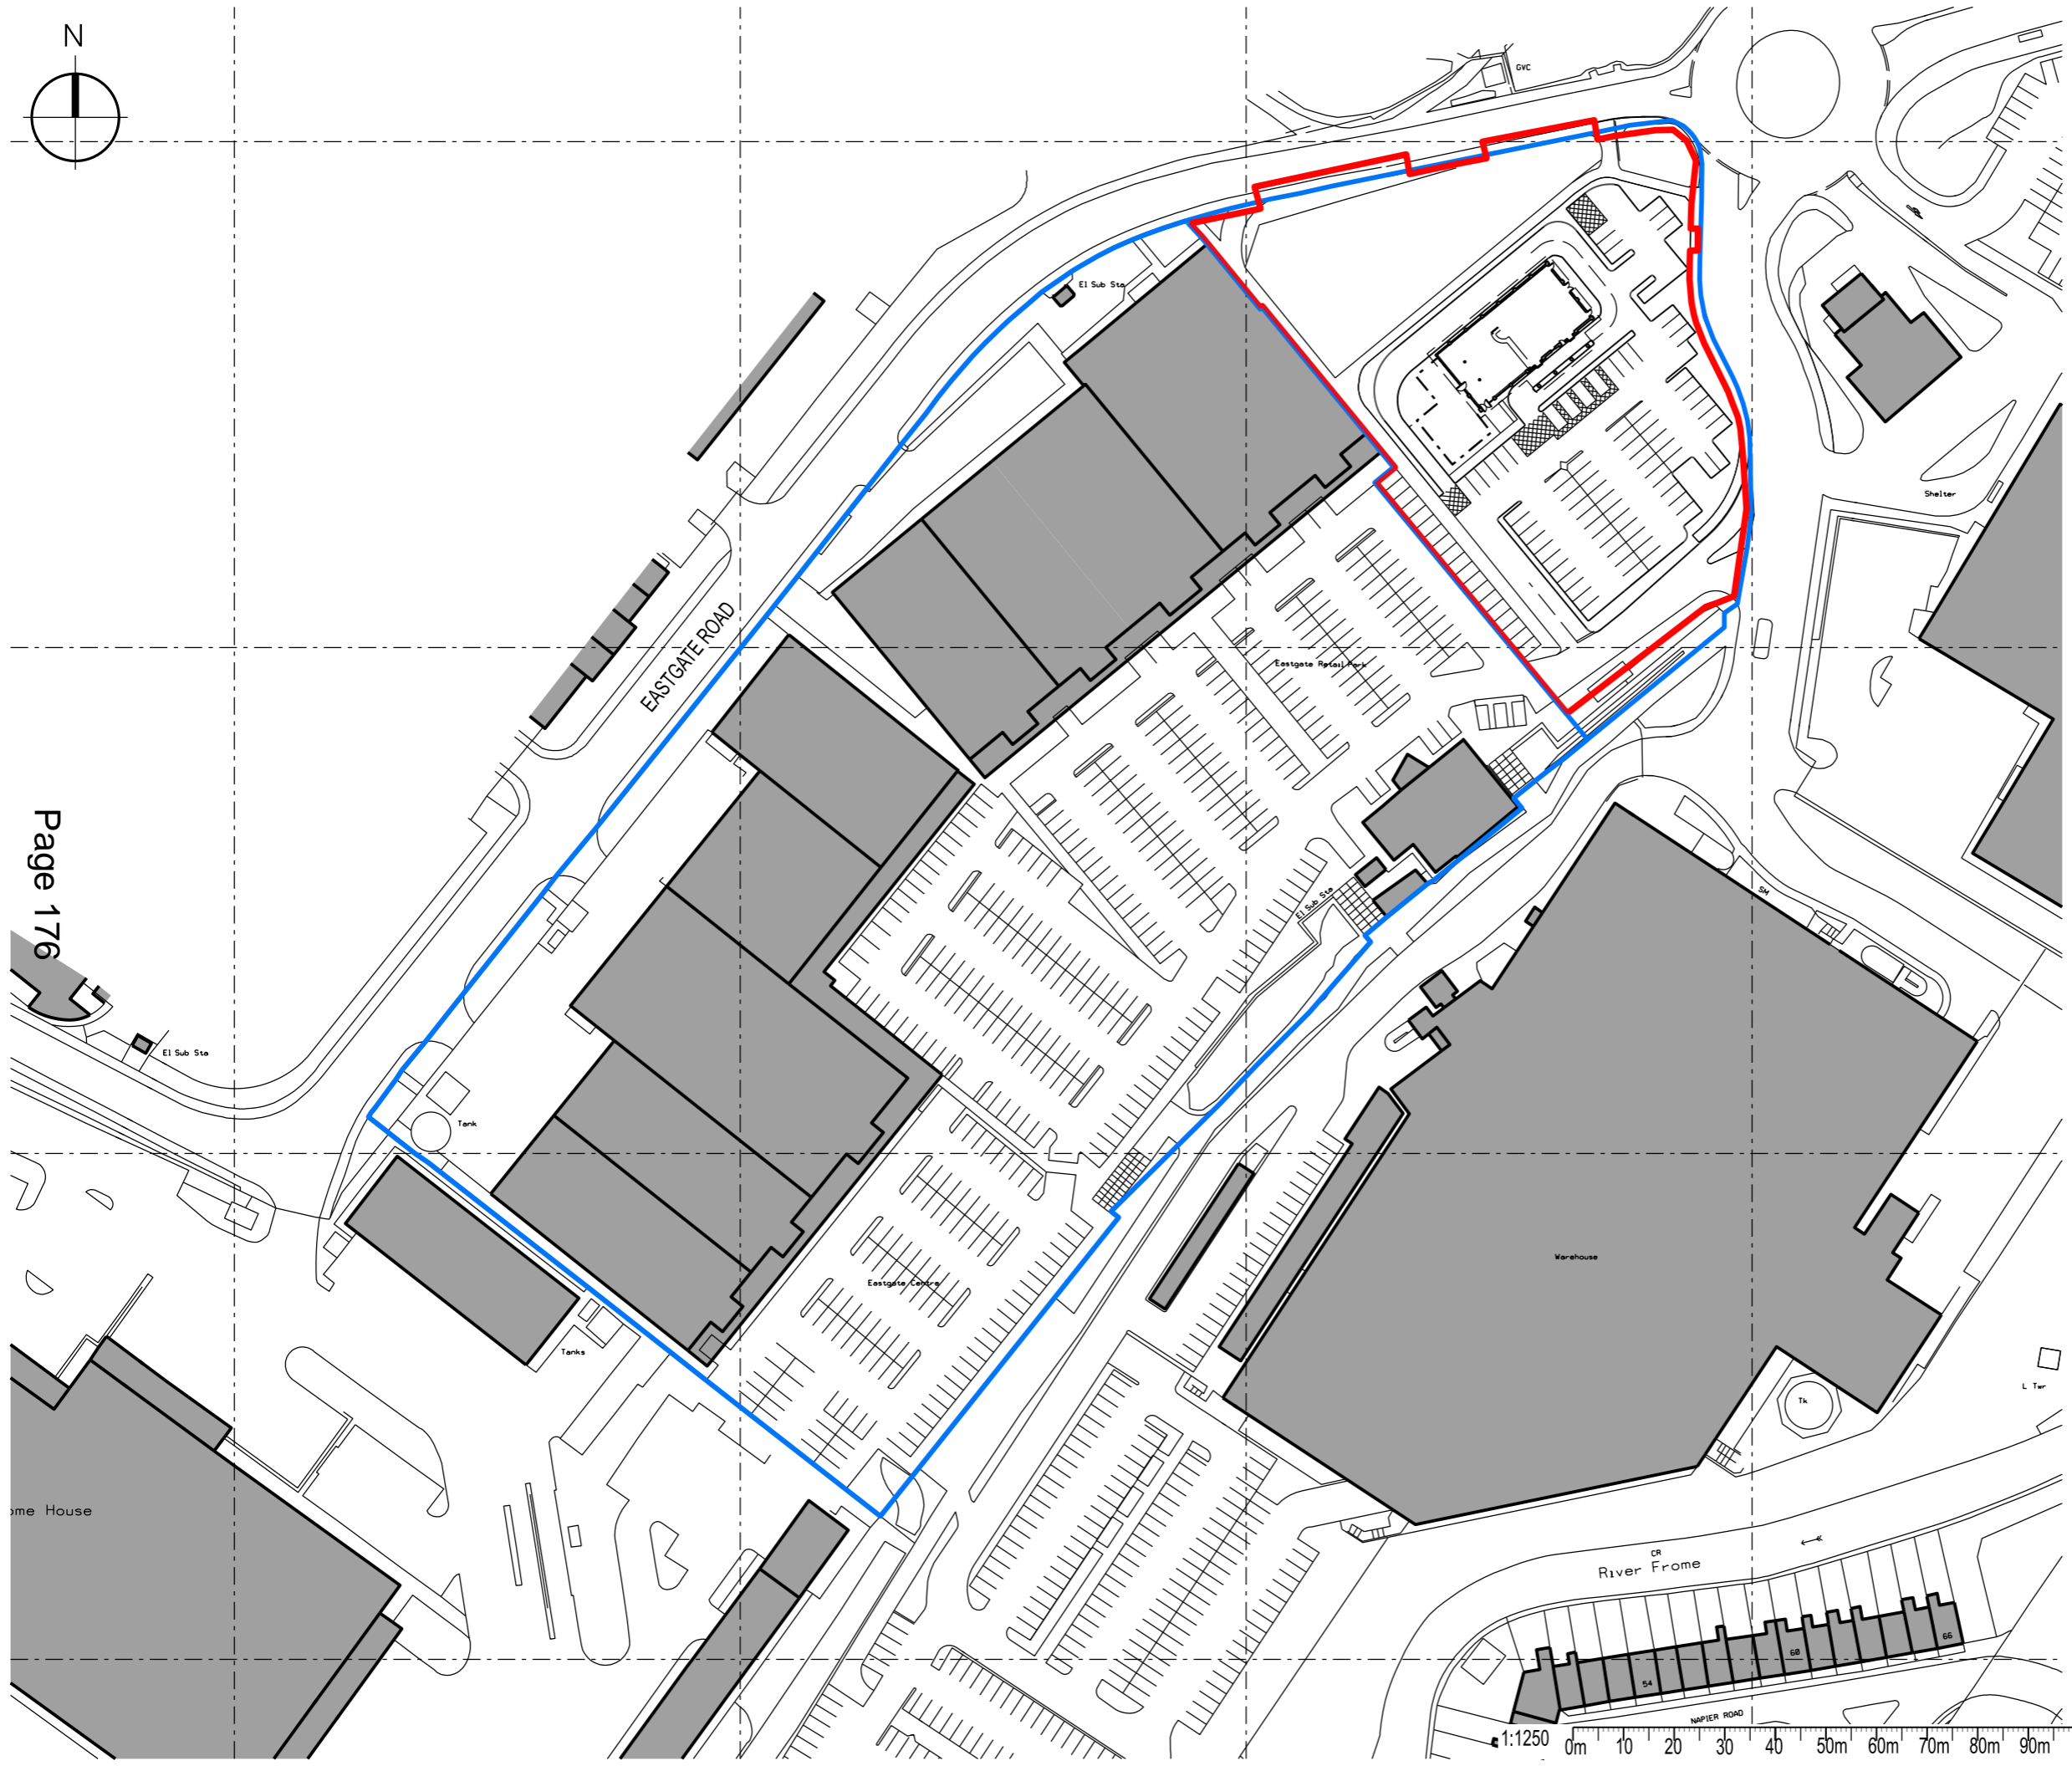 N
GVC
El Sub Sta
Shelter
EASTGATE ROAD
Eastgate Retail Park
Page 176
El Sub Sta
SM
El Sub Sta
Tank
Warehouse
Eastgate Centre
Tanks
L Twr
Tk
ome House
CR
River Frome
66
60
54
NAPIER ROAD
1:1250
0m 10 20 30 40 50m 60m 70m 80m 90m